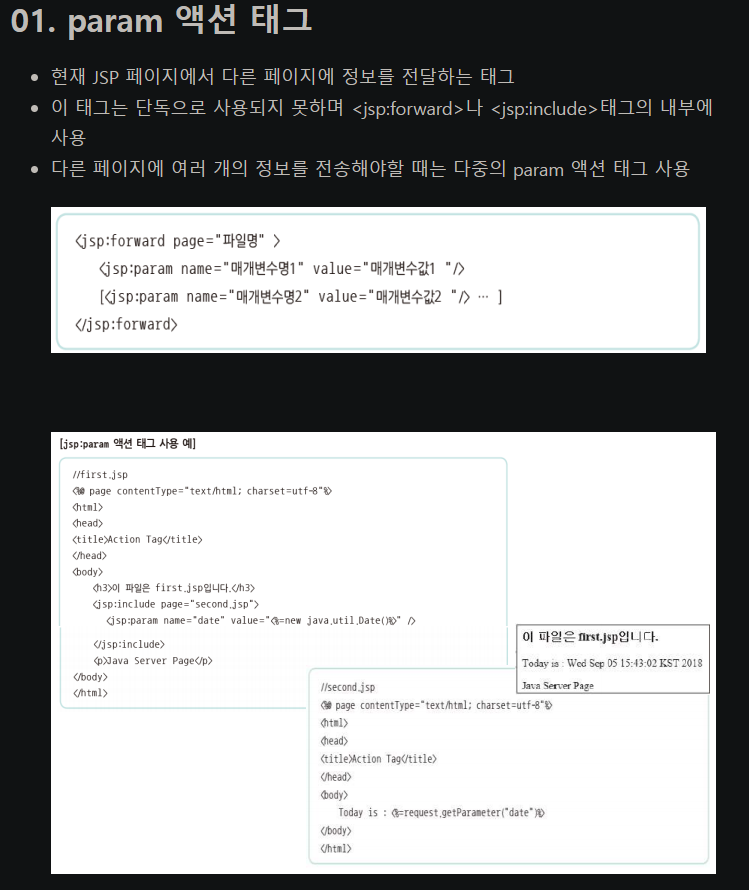 01. param 액션 태그
현재 JSP 페이지에서 다른 페이지에 정보를 전달하는 태그
이 태그는 단독으로 사용되지 못하며 <jsp:forward>나 <jsp:include>태그의 내부에
사용
다른 페이지에 여러 개의 정보를 전송해야할 때는 다중의 param 액션 태그 사용
<jsp:forward page="파일명" >
<jsp:param name="매개변수명1" value="매개변수값1 "/>
[<jsp:param name="매개변수명2" value="매개변수값2 "/> … ]
</jsp:forward>
[jsp:param 액션 태그 사용 예]
//first.jsp
<%@ page contentType="text/html; charset=utf-8"%>
<html>
<head>
<title>Action Tag</title>
</head>
<body>
<h3>이 파일은 first.jsp입니다.</h3>
<jsp:include page="second.jsp">
<jsp:param name="date" value="<%=new java.util.Date()%>" />
</jsp:include>
<p>Java Server Page</p>
</body>
</html>
이 파일은 first.jsp입니다.
Today is : Wed Sep 05 15:43:02 KST 2018
Java Server Page
//second.jsp
<%@ page contentType="text/html; charset=utf-8"%>
<html>
<head>
<title>Action Tag</title>
</head>
<body>
Today is : <%=request.getParameter("date")%>
</body>
</html>